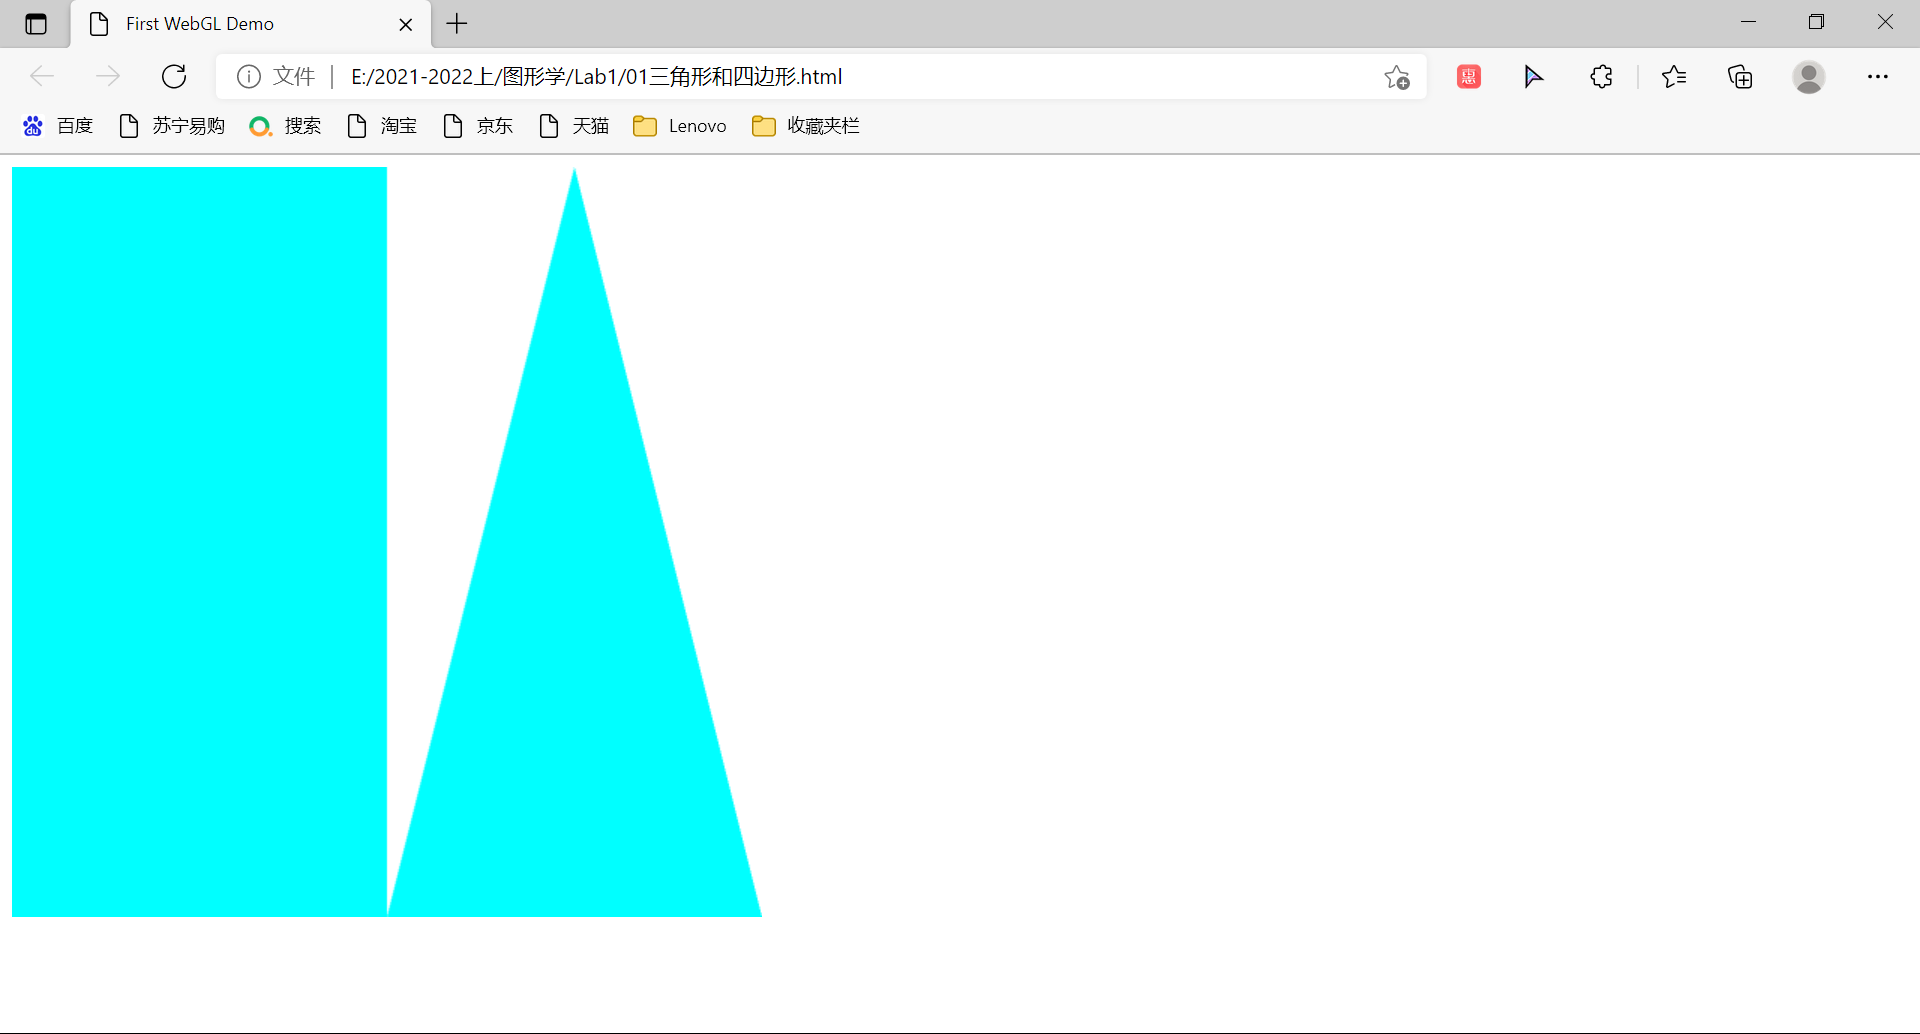 First WebGL Demo
文件 E:/2021-2022上/图形学/Lab1/01三角形和四边形.html 惠
du 百度 苏宁易购 搜索 淘宝 京东 天猫 Lenovo 收藏夹栏